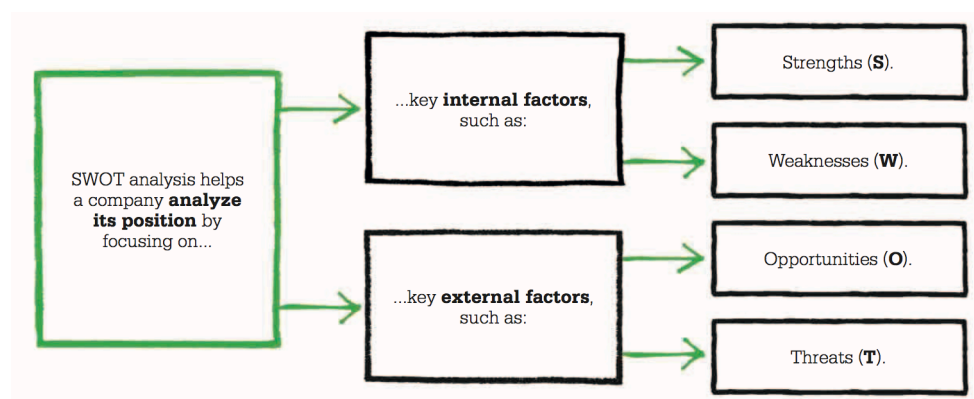 SWOT analysis helps
a company analyze
its position by
focusing on...
...key internal factors,
such as:
Strengths (S).
Weaknesses (W).
...key external factors,
such as:
Opportunities (O).
Threats (T).